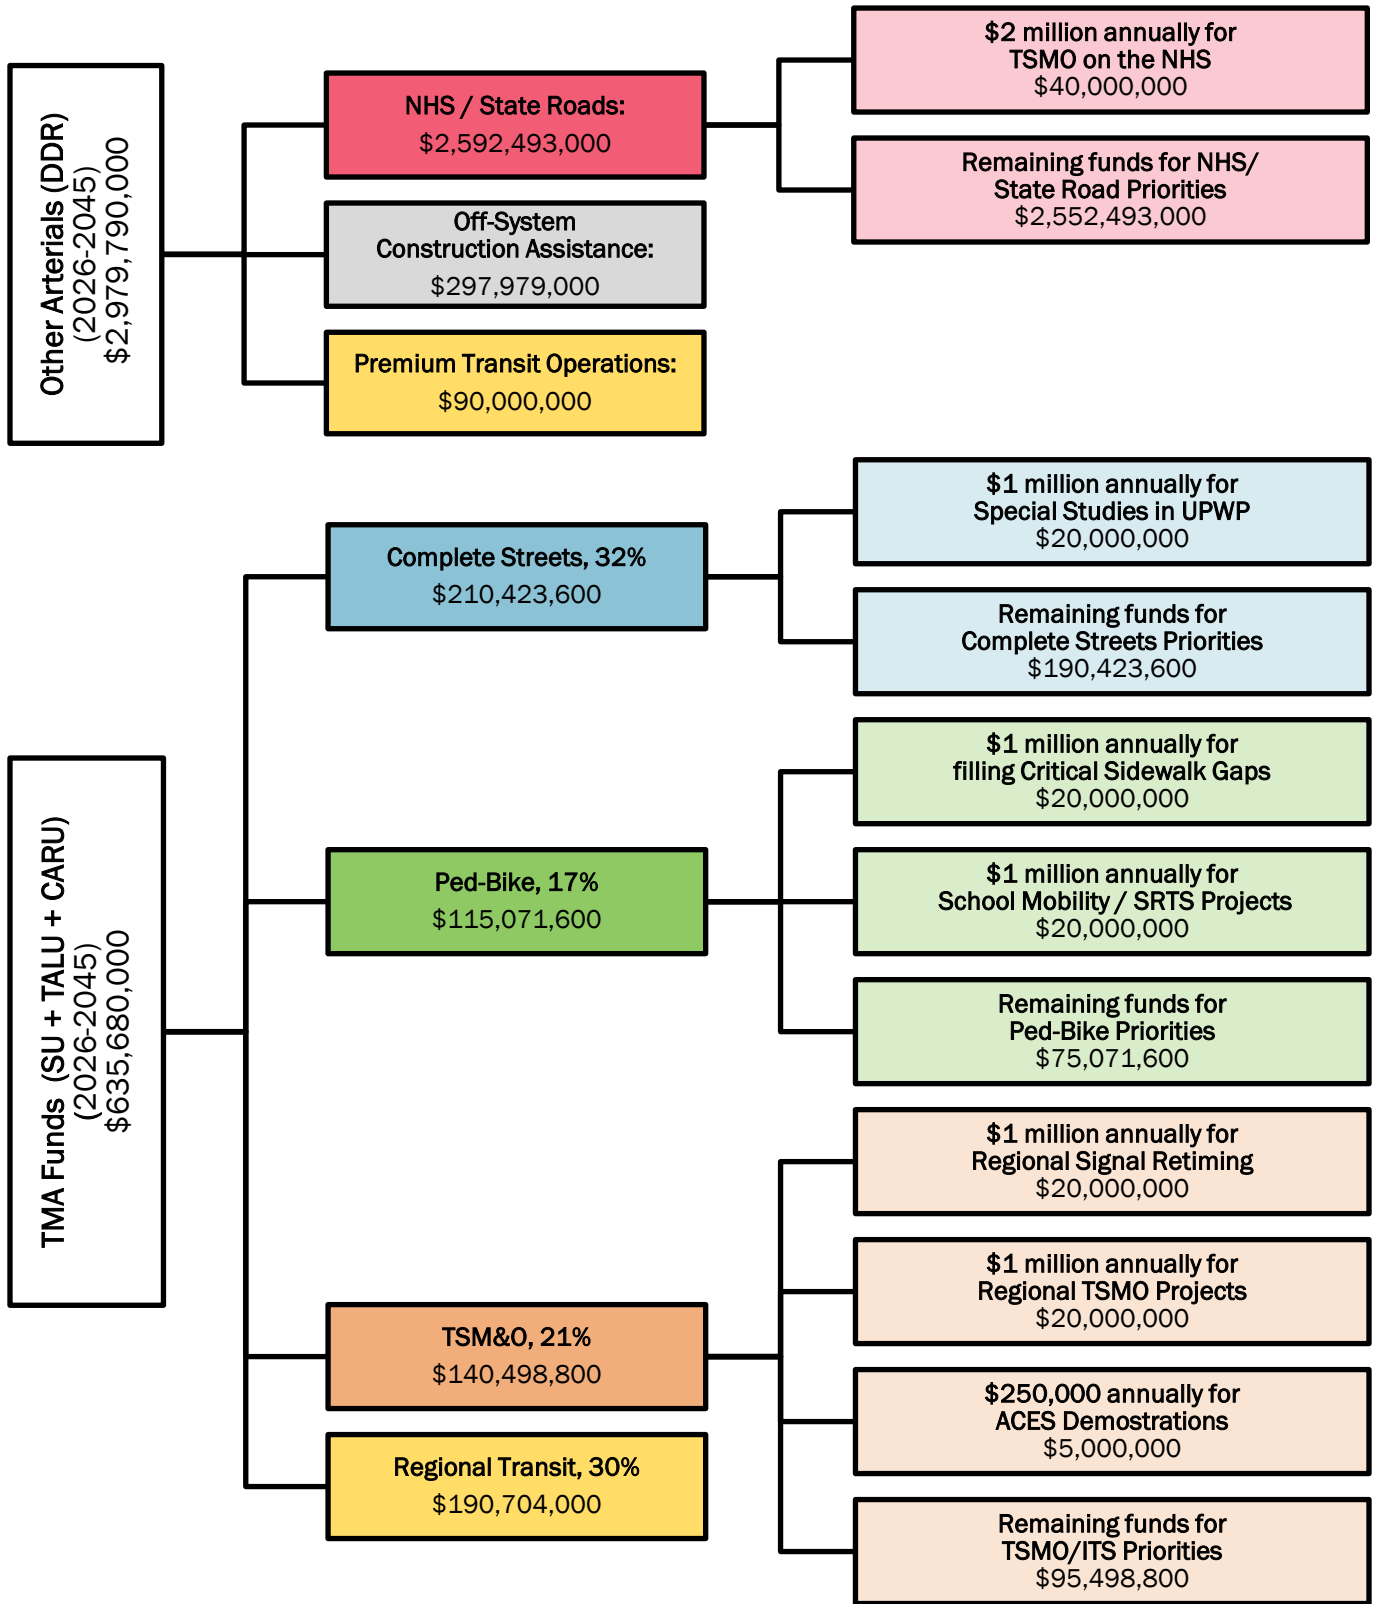 Other Arterials (DDR)
(2026-2045)
$2,979,790,000
NHS / State Roads:
$2,592,493,000
$2 million annually for
TSMO on the NHS
$40,000,000
Remaining funds for NHS/
State Road Priorities
$2,552,493,000
Off-System
Construction Assistance:
$297,979,000
Premium Transit Operations:
$90,000,000
TMA Funds (SU + TALU + CARU)
(2026-2045)
$635,680,000
Complete Streets, 32%
$210,423,600
$1 million annually for
Special Studies in UPWP
$20,000,000
Remaining funds for
Complete Streets Priorities
$190,423,600
Ped-Bike, 17%
$115,071,600
$1 million annually for
filling Critical Sidewalk Gaps
$20,000,000
$1 million annually for
School Mobility / SRTS Projects
$20,000,000
Remaining funds for
Ped-Bike Priorities
$75,071,600
TSM&O, 21%
$140,498,800
$1 million annually for
Regional Signal Retiming
$20,000,000
$1 million annually for
Regional TSMO Projects
$20,000,000
$250,000 annually for
ACES Demostrations
$5,000,000
Remaining funds for
TSMO/ITS Priorities
$95,498,800
Regional Transit, 30%
$190,704,000